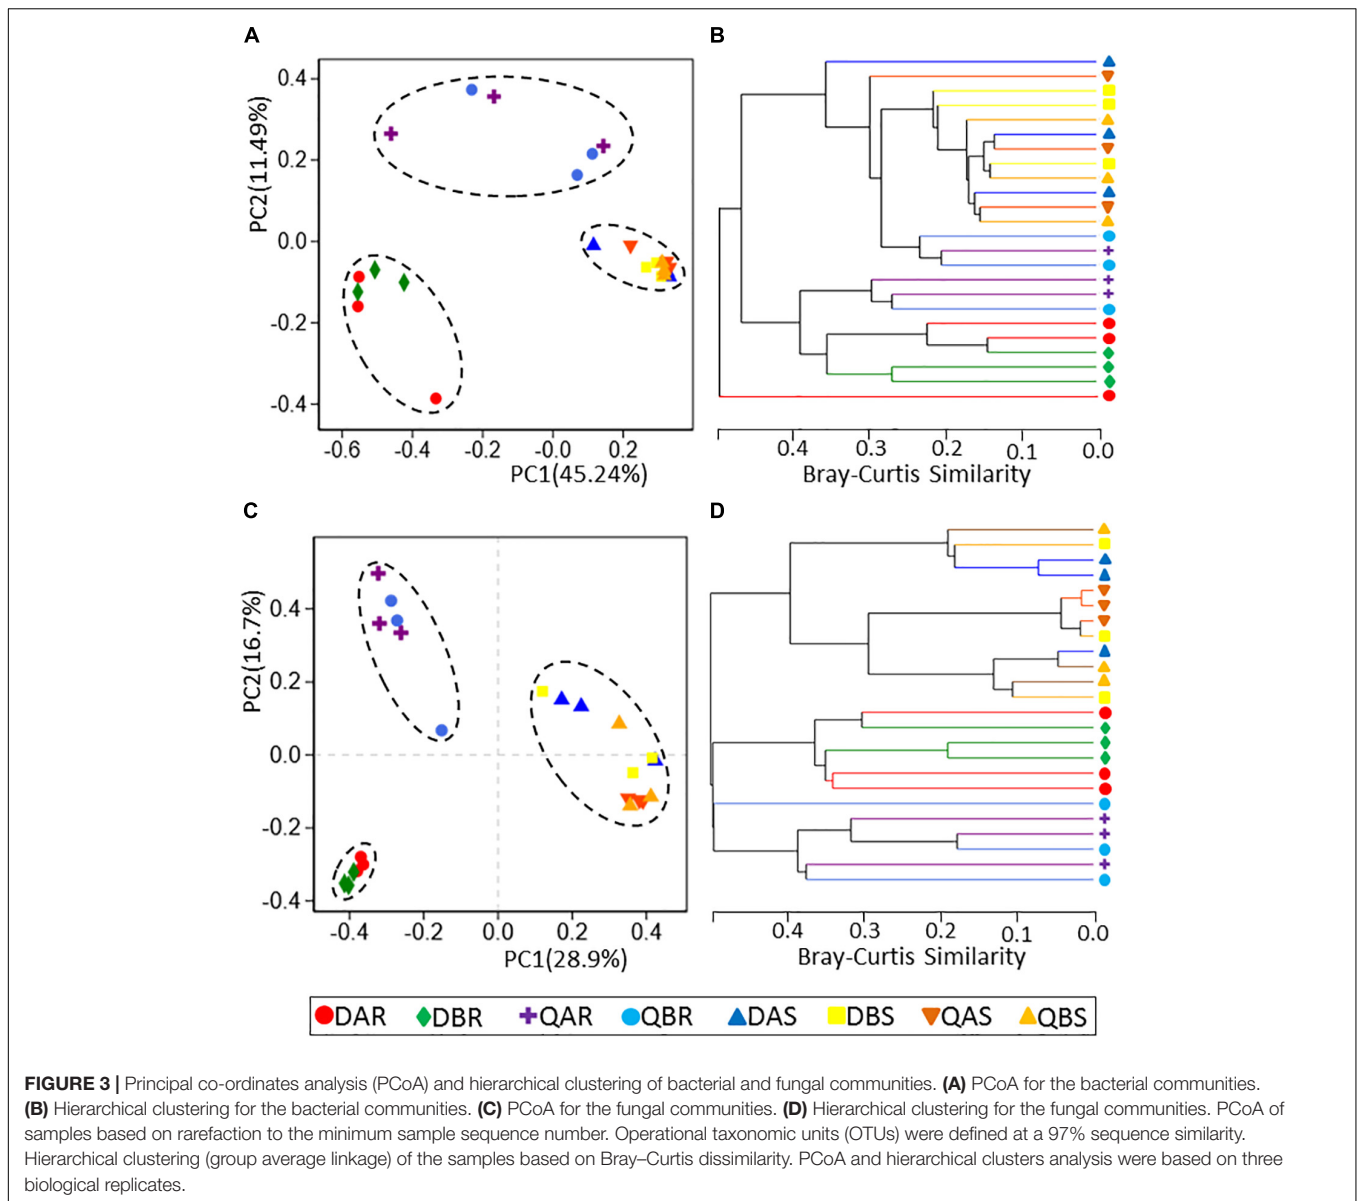 A
B
0.4
0.2
0.0
-0.2
-0.4
PC2(11.49%)
-0.6
-0.4
-0.2
-0.0
0.2
PC1(45.24%)
0.4
0.3
0.2
0.1
0.0
Bray-Curtis Similarity
C
D
0.4
0.2
0.0
-0.2
-0.4
PC2(16.7%)
-0.4
-0.2
0.0
0.2
0.4
PC1(28.9%)
0.4
0.3
0.2
0.1
0.0
Bray-Curtis Similarity
DAR DBR QAR QBR DAS DBS QAS QBS
FIGURE 3 | Principal co-ordinates analysis (PCoA) and hierarchical clustering of bacterial and fungal communities. (A) PCoA for the bacterial communities.
(B) Hierarchical clustering for the bacterial communities. (C) PCoA for the fungal communities. (D) Hierarchical clustering for the fungal communities. PCoA of
samples based on rarefaction to the minimum sample sequence number. Operational taxonomic units (OTUs) were defined at a 97% sequence similarity.
Hierarchical clustering (group average linkage) of the samples based on Bray–Curtis dissimilarity. PCoA and hierarchical clusters analysis were based on three
biological replicates.